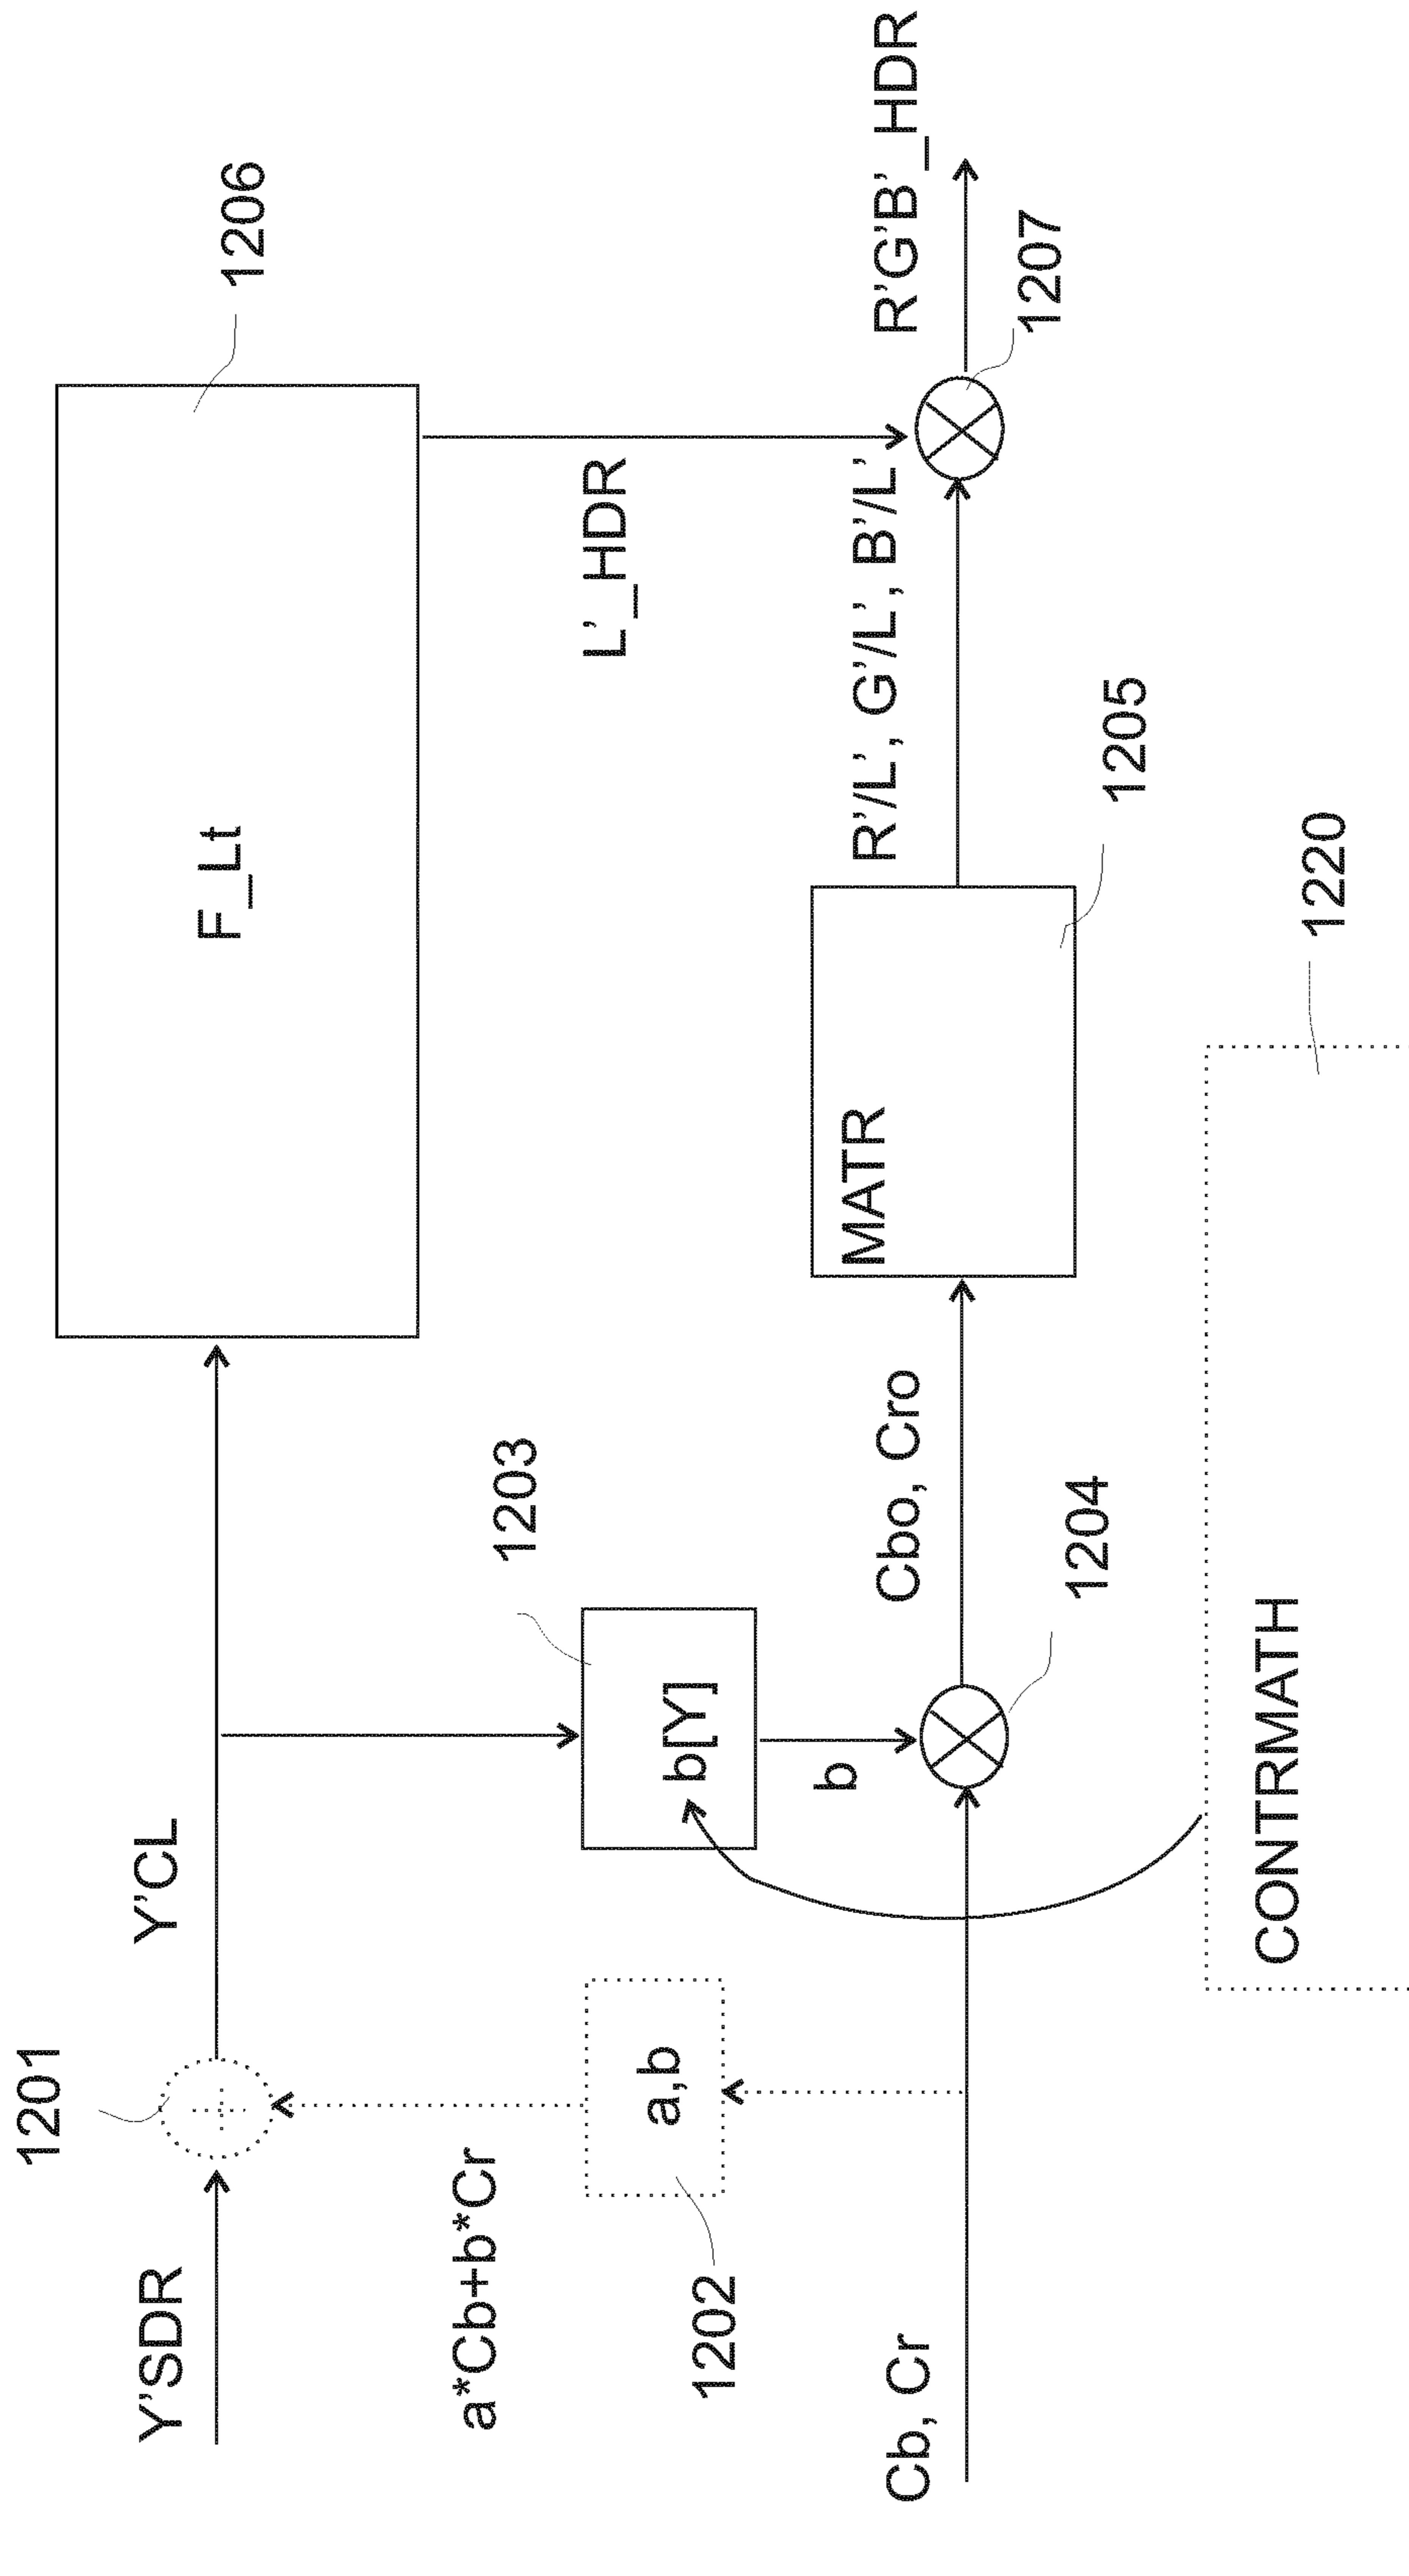 1201
Y'SDR
Y'CL
F_Lt
1206
a*Cb+b*Cr
a,b
1202
1203
b[Y]
b
L'_HDR
Cb, Cr
1204
Cbo, Cro
MATR
1205
R'/L', G'/L', B'/L'
R'G'B'_HDR
1207
CONTRMATH
1220